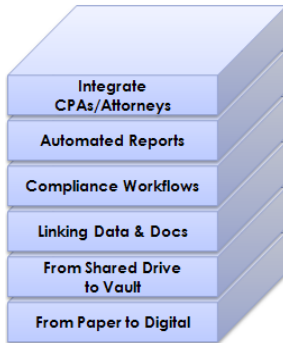 Integrate
CPAs/Attorneys
Automated Reports
Compliance Workflows
Linking Data & Docs
From Shared Drive
to Vault
From Paper to Digital